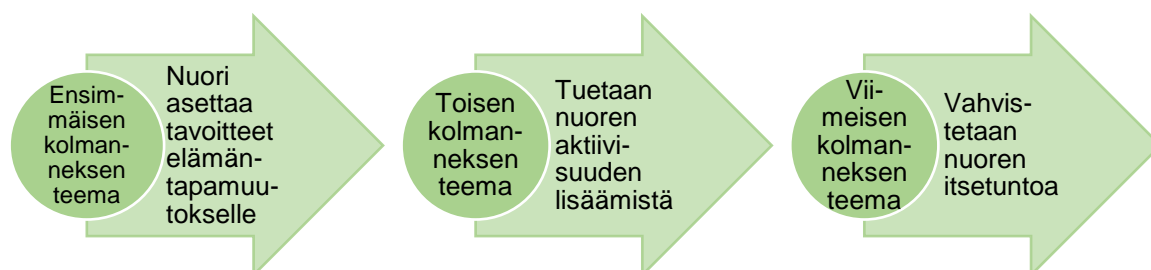 Ensim-
mäisen
kolman-
neksen
teema
Nuori
asettaa
tavoitteet
elämän-
tapamuu-
tokselle
Toisen
kolman-
neksen
teema
Tuetaan
nuoren
aktiivi-
suuden
lisäämistä
Vii-
meisen
kolman-
neksen
teema
Vahvis-
tetaan
nuoren
itsetuntoa